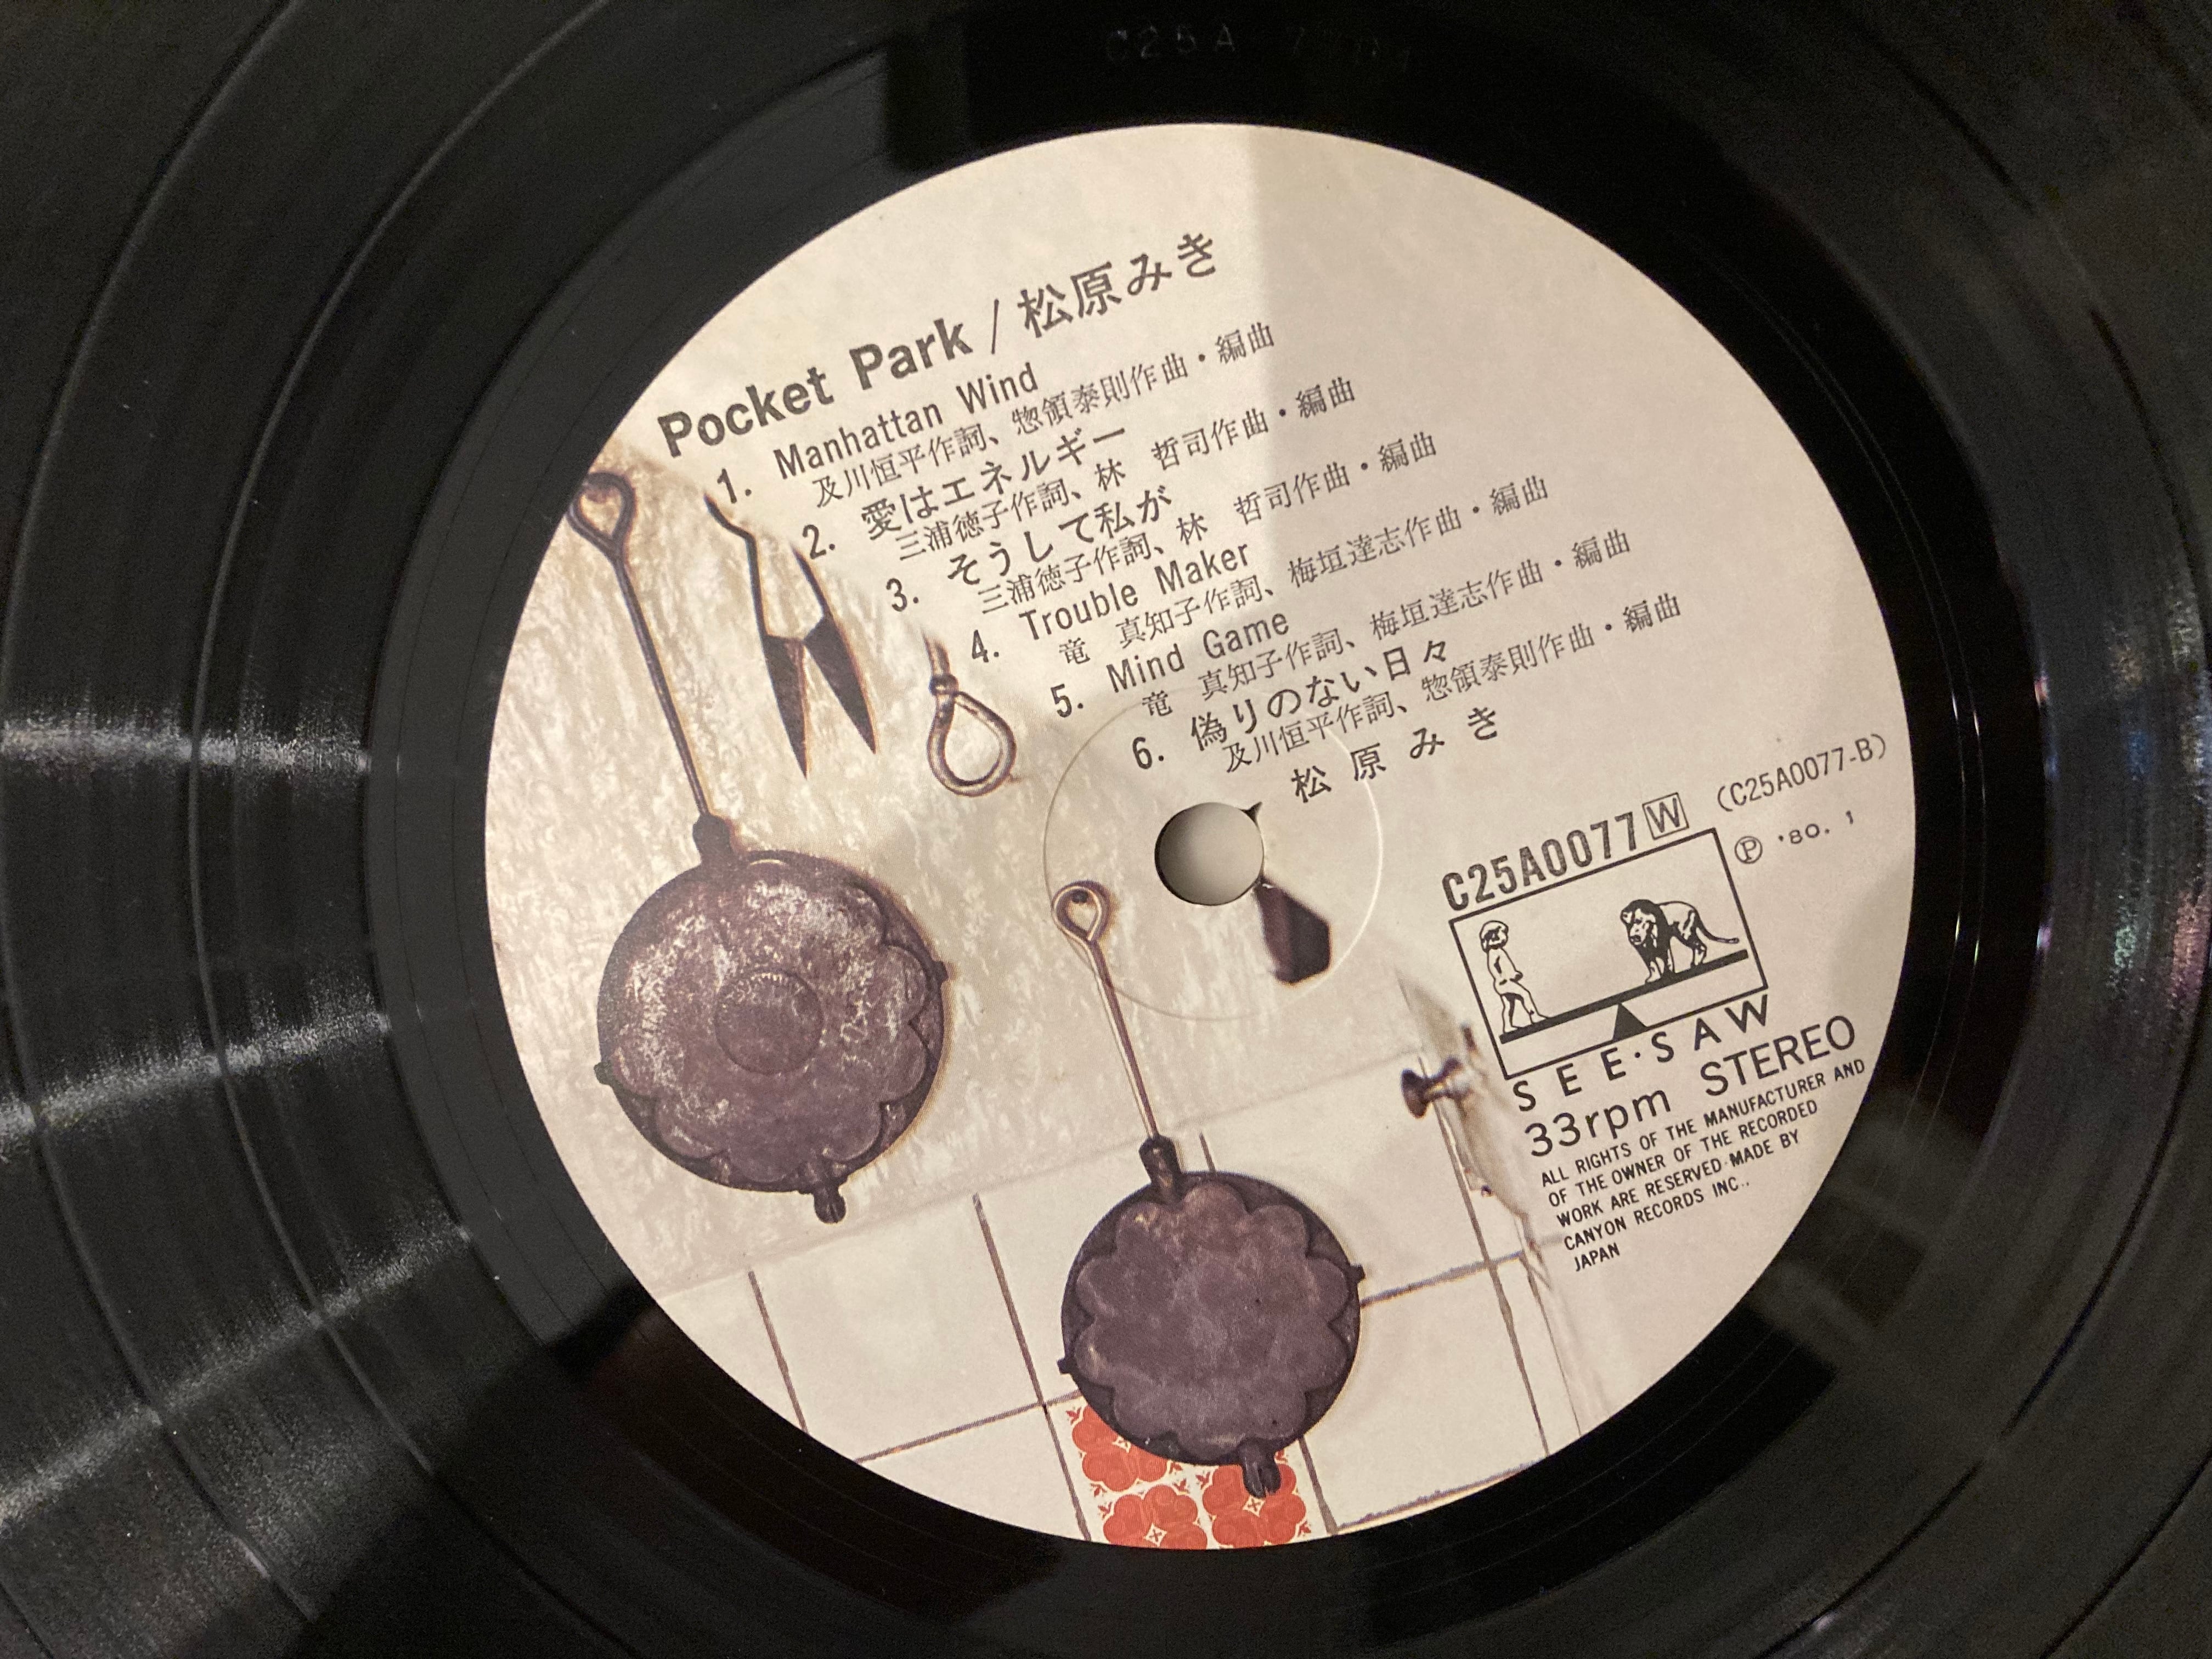 Pocket Park / 松原みき
1. Manhattan Wind
及川恒平作詞、惣領泰則作曲・編曲
2. 愛はエネルギー
三浦徳子作詞、林 哲司作曲・編曲
3. そうして私が
三浦徳子作詞、林 哲司作曲・編曲
4. Trouble Maker
竜 真知子作詞、梅垣達志作曲・編曲
5. Mind Game
竜 真知子作詞、梅垣達志作曲・編曲
6. 偽りのない日々
及川恒平作詞、惣領泰則作曲・編曲
松原みき
C25A0077 W (C25A0077-B)
Ⓟ '80. 1
SEE・SAW
33rpm STEREO
ALL RIGHTS OF THE MANUFACTURER AND
OF THE OWNER OF THE RECORDED
WORK ARE RESERVED・MADE BY
CANYON RECORDS INC.,
JAPAN
C25A